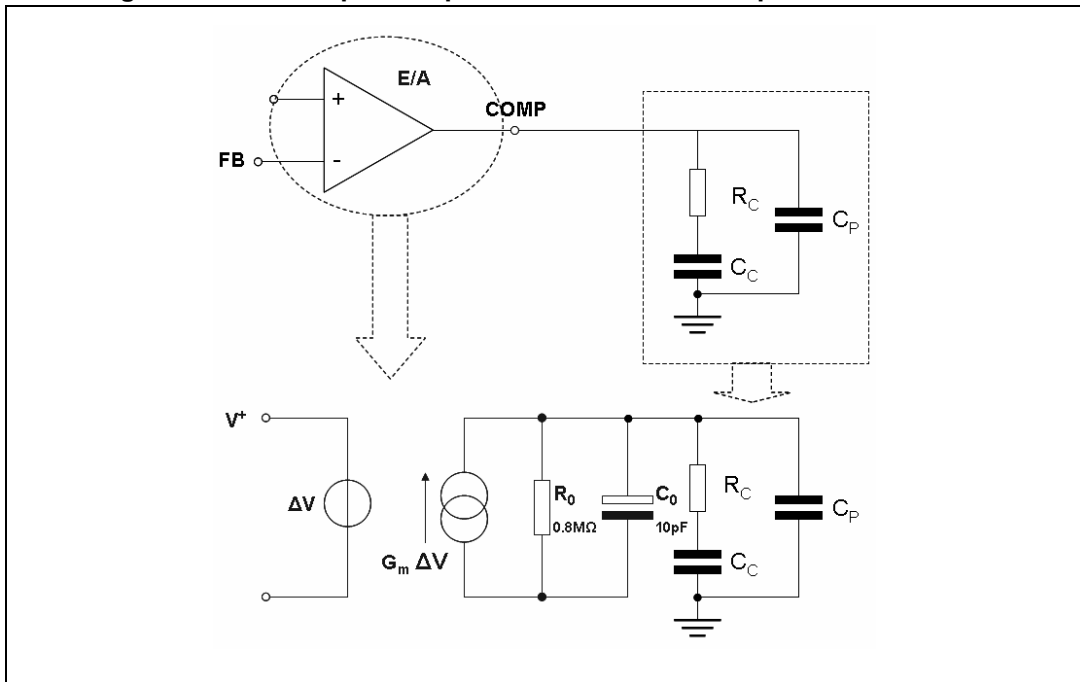 E/A
+
COMP
FB
-
R_C
C_P
C_C
V⁺
ΔV
G_m ΔV
R_0
0.8MΩ
C_0
10pF
R_C
C_C
C_P